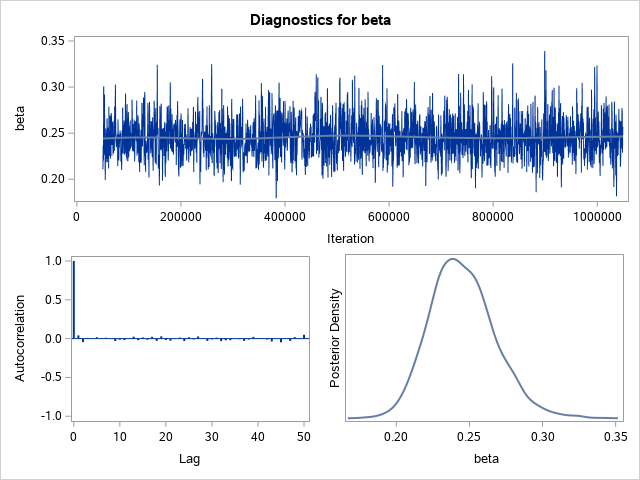 Diagnostics for beta
0.35
0.30
0.25
0.20
beta
0 200000 400000 600000 800000 1000000
Iteration
1.0
0.5
0.0
-0.5
-1.0
Autocorrelation
0 10 20 30 40 50
Lag
Posterior Density
0.20 0.25 0.30 0.35
beta